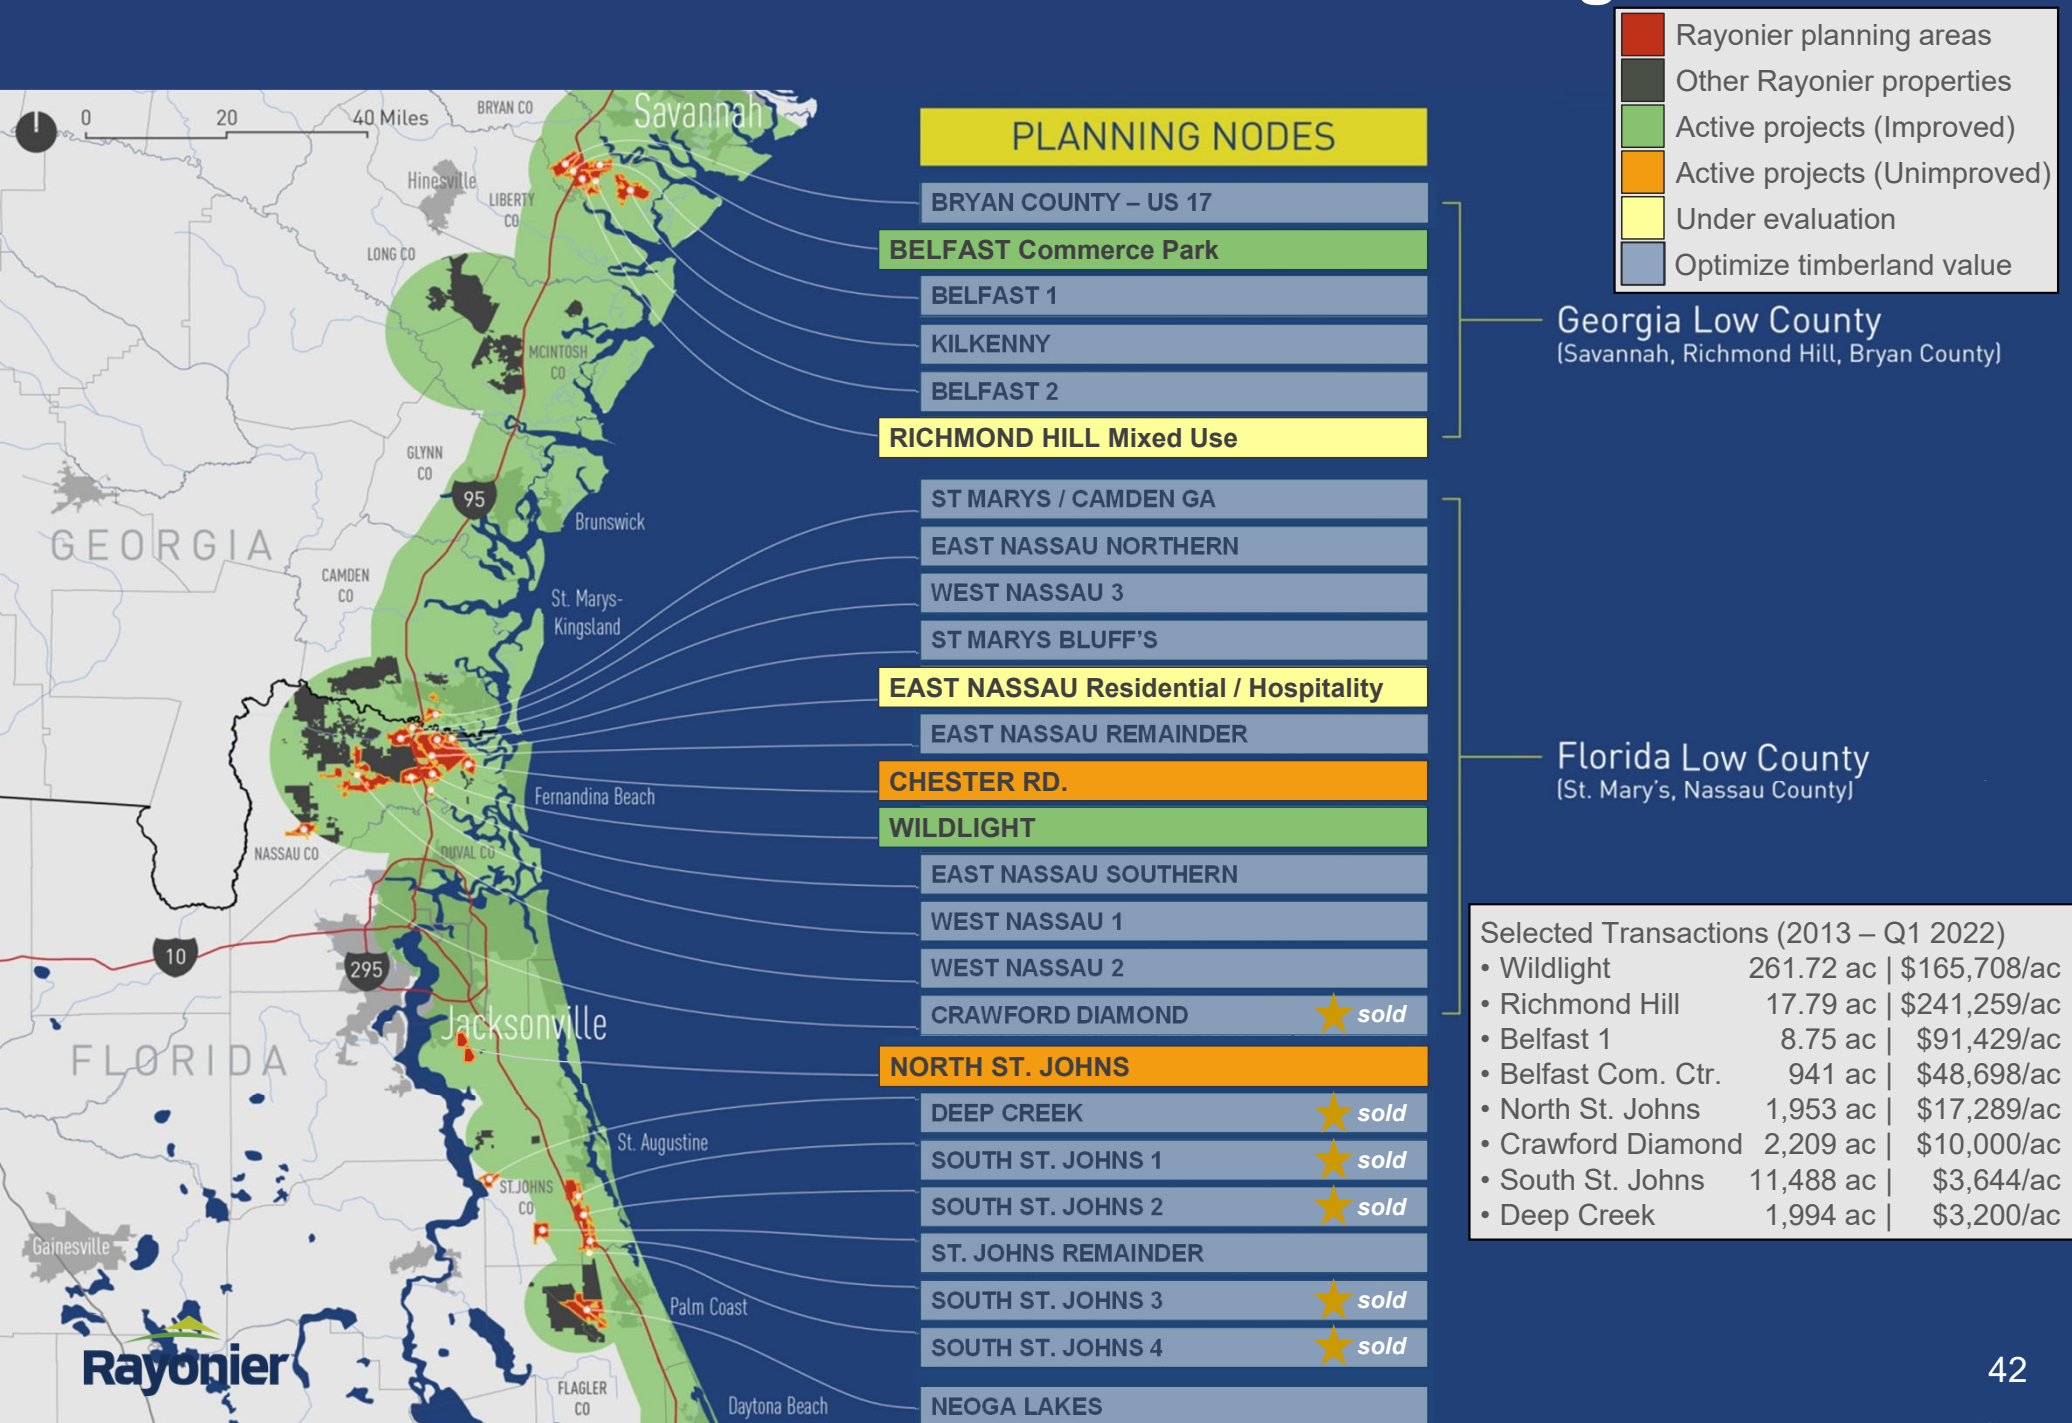 Rayonier planning areas
Other Rayonier properties
Active projects (Improved)
Active projects (Unimproved)
Under evaluation
Optimize timberland value
0 20 40 Miles
BRYAN CO
Savannah
Hinesville
LIBERTY
CO
LONG CO
MCINTOSH
CO
GLYNN
CO
95
Brunswick
GEORGIA
CAMDEN
CO
St. Marys-
Kingsland
Fernandina Beach
NASSAU CO
DUVAL CO
10
295
Jacksonville
FLORIDA
St. Augustine
ST.JOHNS
CO
Gainesville
Palm Coast
FLAGLER
CO
Daytona Beach
Rayonier
PLANNING NODES
BRYAN COUNTY – US 17
BELFAST Commerce Park
BELFAST 1
KILKENNY
BELFAST 2
RICHMOND HILL Mixed Use
Georgia Low County
(Savannah, Richmond Hill, Bryan County)
ST MARYS / CAMDEN GA
EAST NASSAU NORTHERN
WEST NASSAU 3
ST MARYS BLUFF'S
EAST NASSAU Residential / Hospitality
EAST NASSAU REMAINDER
CHESTER RD.
WILDLIGHT
EAST NASSAU SOUTHERN
WEST NASSAU 1
WEST NASSAU 2
CRAWFORD DIAMOND sold
Florida Low County
(St. Mary's, Nassau County)
NORTH ST. JOHNS
DEEP CREEK sold
SOUTH ST. JOHNS 1 sold
SOUTH ST. JOHNS 2 sold
ST. JOHNS REMAINDER
SOUTH ST. JOHNS 3 sold
SOUTH ST. JOHNS 4 sold
NEOGA LAKES
Selected Transactions (2013 – Q1 2022)
• Wildlight 261.72 ac | $165,708/ac
• Richmond Hill 17.79 ac | $241,259/ac
• Belfast 1 8.75 ac | $91,429/ac
• Belfast Com. Ctr. 941 ac | $48,698/ac
• North St. Johns 1,953 ac | $17,289/ac
• Crawford Diamond 2,209 ac | $10,000/ac
• South St. Johns 11,488 ac | $3,644/ac
• Deep Creek 1,994 ac | $3,200/ac
42